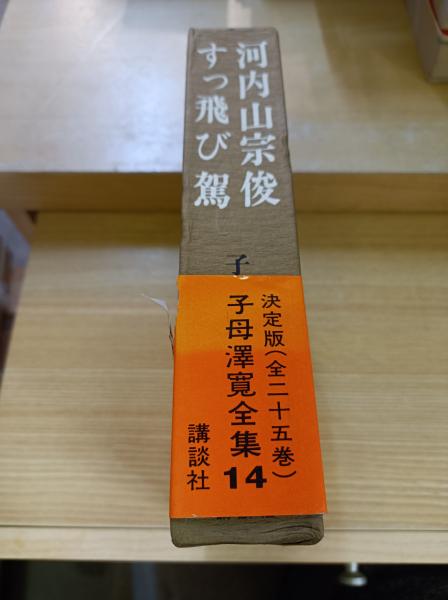 河内山宗俊
すっ飛び駕
子
決定版(全二十五巻)
子母澤寛全集
14
講談社